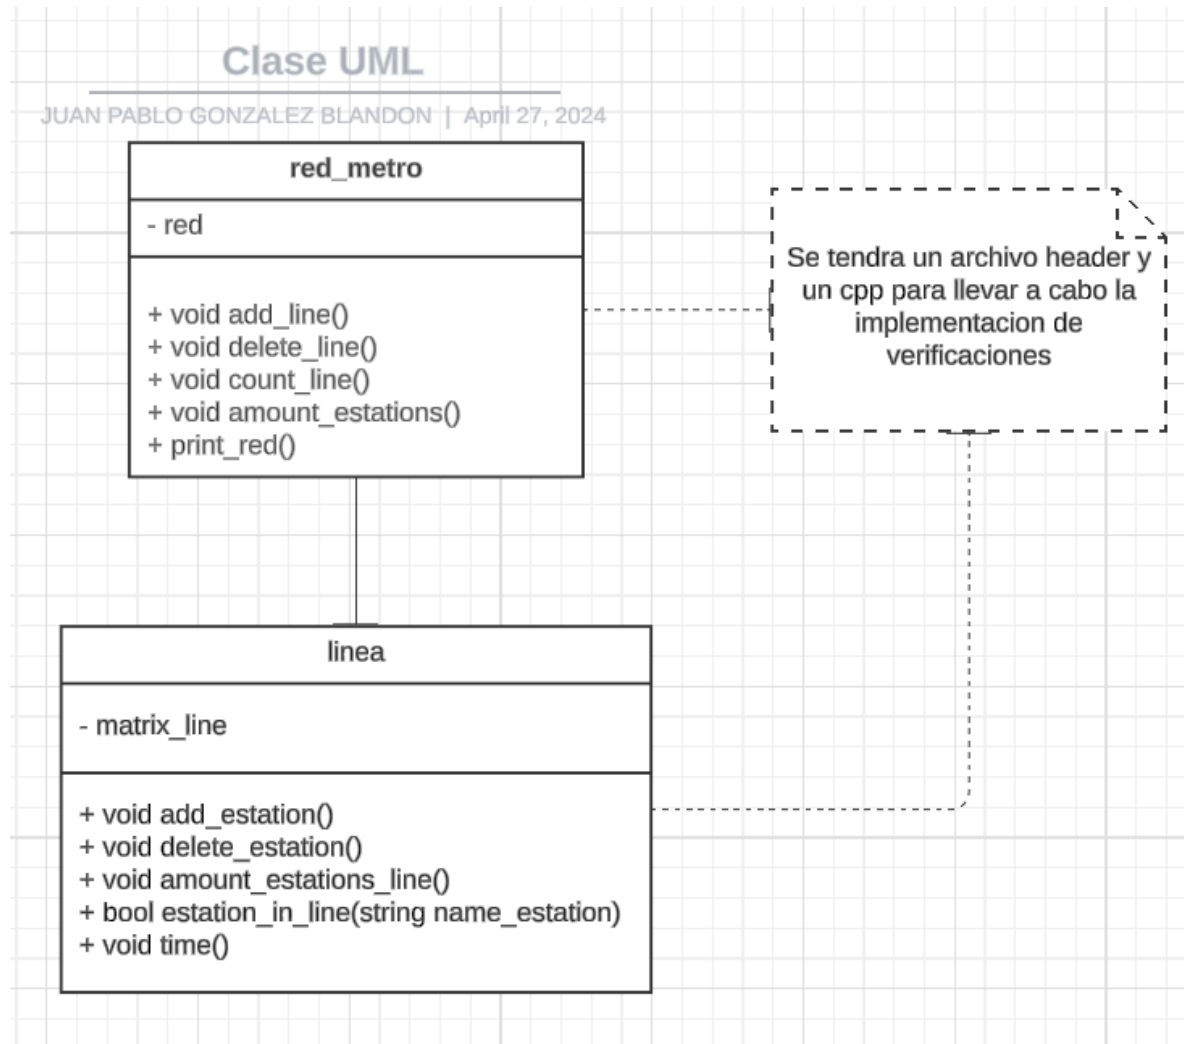 Clase UML
JUAN PABLO GONZALEZ BLANDON | April 27, 2024
red_metro
- red
+ void add_line()
+ void delete_line()
+ void count_line()
+ void amount_estations()
+ print_red()
Se tendra un archivo header y
un cpp para llevar a cabo la
implementacion de
verificaciones
linea
- matrix_line
+ void add_estation()
+ void delete_estation()
+ void amount_estations_line()
+ bool estation_in_line(string name_estation)
+ void time()